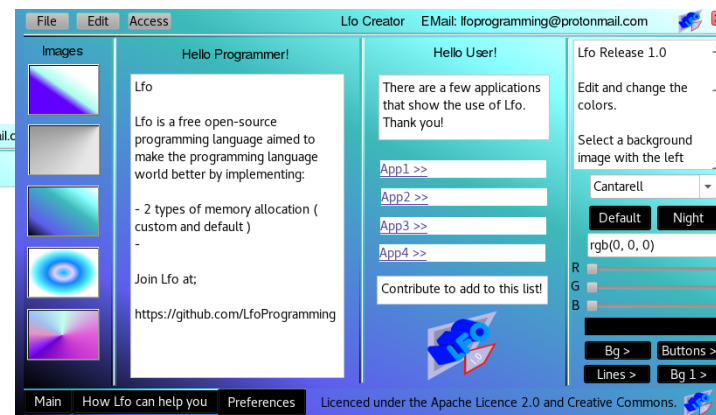 File Edit Access Lfo Creator EMail: lfoprogramming@protonmail.com
Images
Hello Programmer!
Lfo
Lfo is a free open-source
programming language aimed to
make the programming language
world better by implementing:
- 2 types of memory allocation (
custom and default )
-
Join Lfo at;
https://github.com/LfoProgramming
Hello User!
There are a few applications
that show the use of Lfo.
Thank you!
App1 >>
App2 >>
App3 >>
App4 >>
Contribute to add to this list!
LFO
1.0
Lfo Release 1.0
Edit and change the
colors.
Select a background
image with the left
Cantarell
Default Night
rgb(0, 0, 0)
R
G
B
Bg > Buttons >
Lines > Bg 1 >
Main How Lfo can help you Preferences Licenced under the Apache Licence 2.0 and Creative Commons.